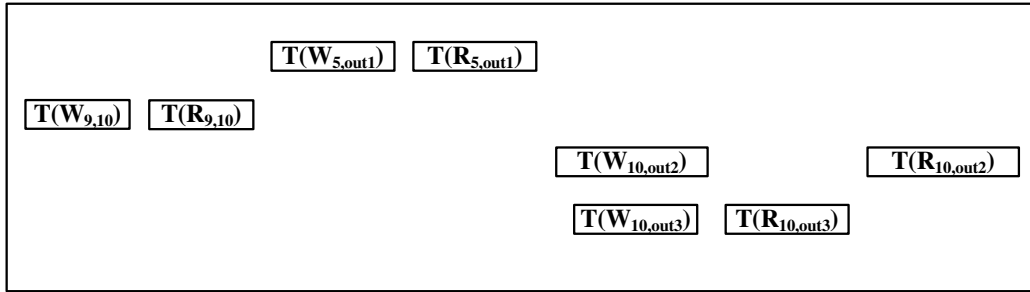 T(W5,out1) T(R5,out1)
T(W9,10) T(R9,10)
T(W10,out2) T(R10,out2)
T(W10,out3) T(R10,out3)